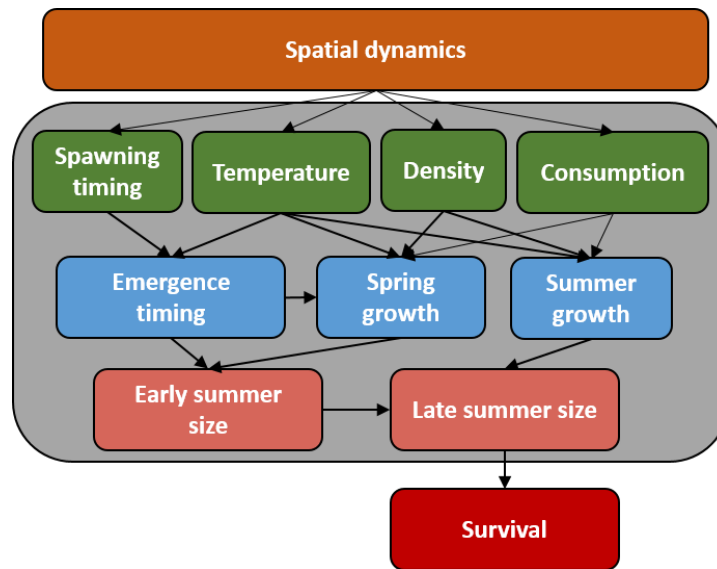 Spatial dynamics
Spawning
timing
Temperature
Density
Consumption
Emergence
timing
Spring
growth
Summer
growth
Early summer
size
Late summer size
Survival